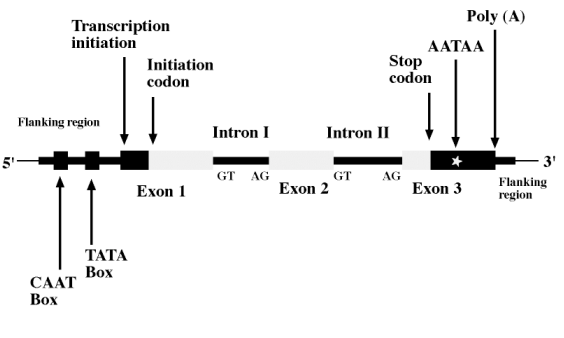 Poly (A)
Transcription
initiation
AATAA
Initiation
codon
Stop
codon
Flanking region
Intron I
Intron II
5'
3'
GT
AG
GT
AG
Exon 1
Exon 2
Exon 3
Flanking
region
TATA
Box
CAAT
Box